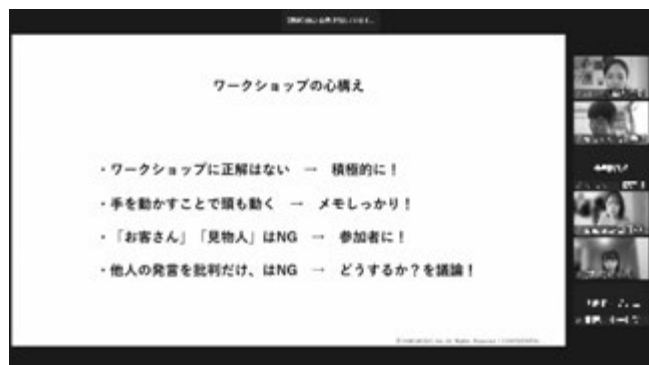 ワークショップの心構え
・ワークショップに正解はない → 積極的に！
・手を動かすことで頭も動く → メモしっかり！
・「お客さん」「見物人」はNG → 参加者に！
・他人の発言を批判だけ、はNG → どうするか？を議論！